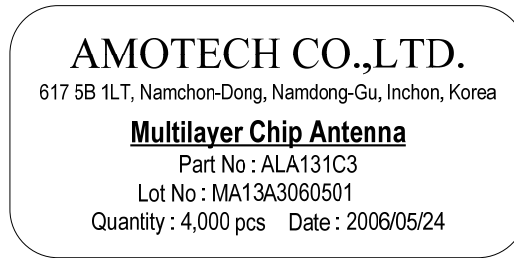 AMOTECH CO.,LTD.
617 5B 1LT, Namchon-Dong, Namdong-Gu, Inchon, Korea
Multilayer Chip Antenna
Part No : ALA131C3
Lot No : MA13A3060501
Quantity : 4,000 pcs Date : 2006/05/24